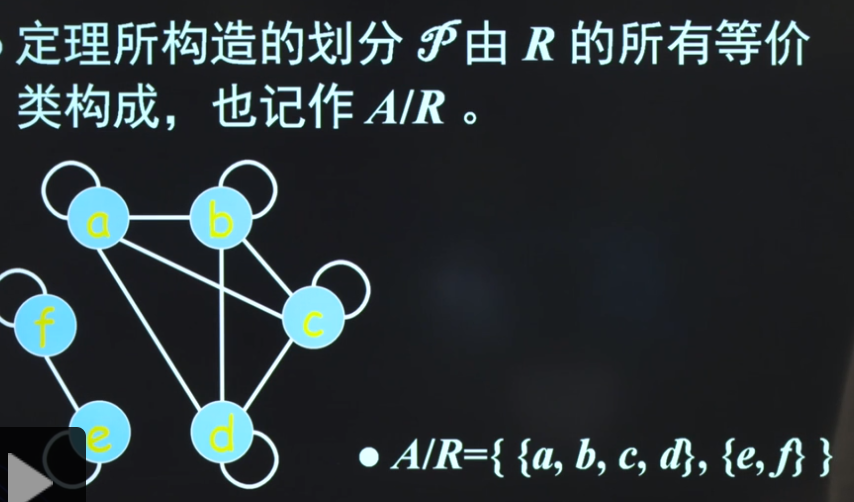 定理所构造的划分 𝒫 由 R 的所有等价
类构成，也记作 A/R 。
a
b
c
f
e
d
● A/R={ {a, b, c, d}, {e, f} }